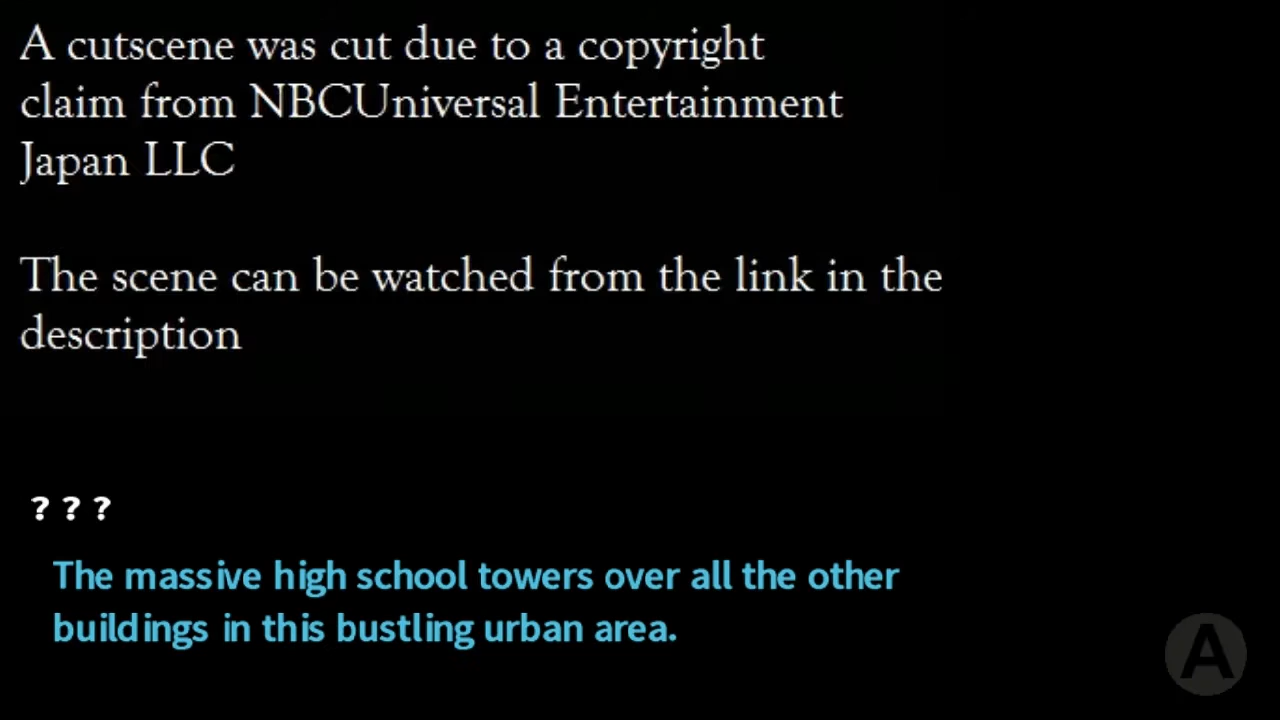 A cutscene was cut due to a copyright
claim from NBCUniversal Entertainment
Japan LLC
The scene can be watched from the link in the
description
? ? ?
The massive high school towers over all the other
buildings in this bustling urban area.
A